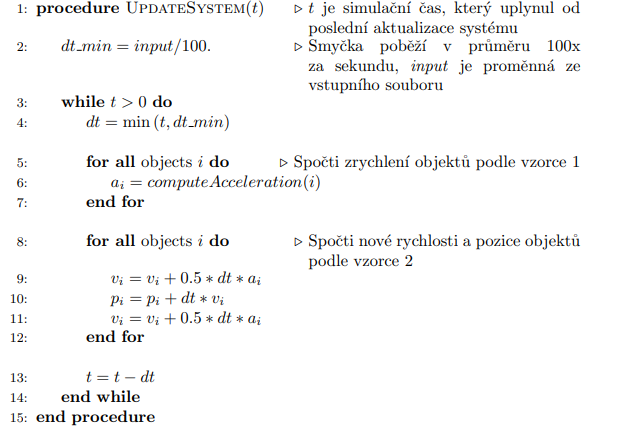 1: procedure UPDATESYSTEM(t) ▷ t je simulační čas, který uplynul od
poslední aktualizace systému
2: dt_min = input/100. ▷ Smyčka poběží v průměru 100x
za sekundu, input je proměnná ze
vstupního souboru
3: while t > 0 do
4: dt = min (t, dt_min)
5: for all objects i do ▷ Spočti zrychlení objektů podle vzorce 1
6: a_i = computeAcceleration(i)
7: end for
8: for all objects i do ▷ Spočti nové rychlosti a pozice objektů
podle vzorce 2
9: v_i = v_i + 0.5 * dt * a_i
10: p_i = p_i + dt * v_i
11: v_i = v_i + 0.5 * dt * a_i
12: end for
13: t = t − dt
14: end while
15: end procedure